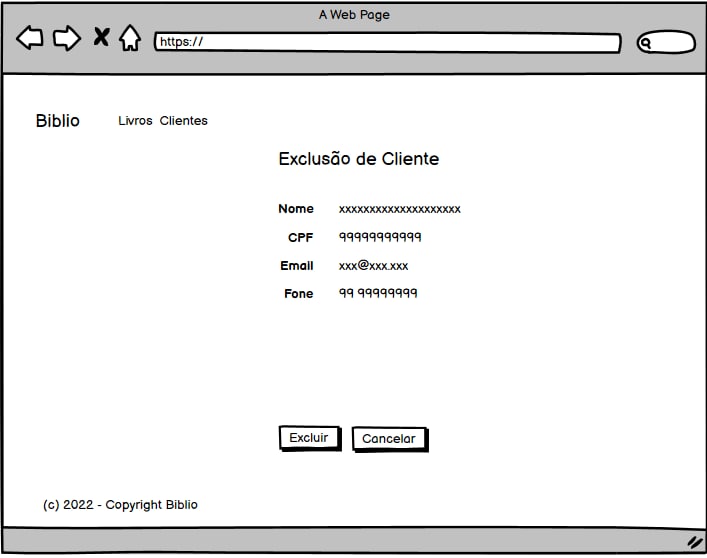 A Web Page
https://
Biblio Livros Clientes
Exclusão de Cliente
Nome xxxxxxxxxxxxxxxxxxxx
CPF 99999999999
Email xxx@xxx.xxx
Fone 99 99999999
Excluir Cancelar
(c) 2022 - Copyright Biblio